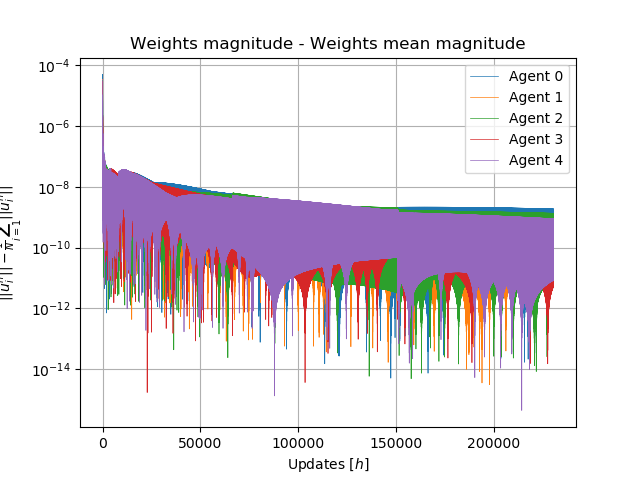 Weights magnitude - Weights mean magnitude
10⁻⁴
10⁻⁶
10⁻⁸
10⁻¹⁰
10⁻¹²
10⁻¹⁴
Agent 0
Agent 1
Agent 2
Agent 3
Agent 4
0 50000 100000 150000 200000
Updates [h]